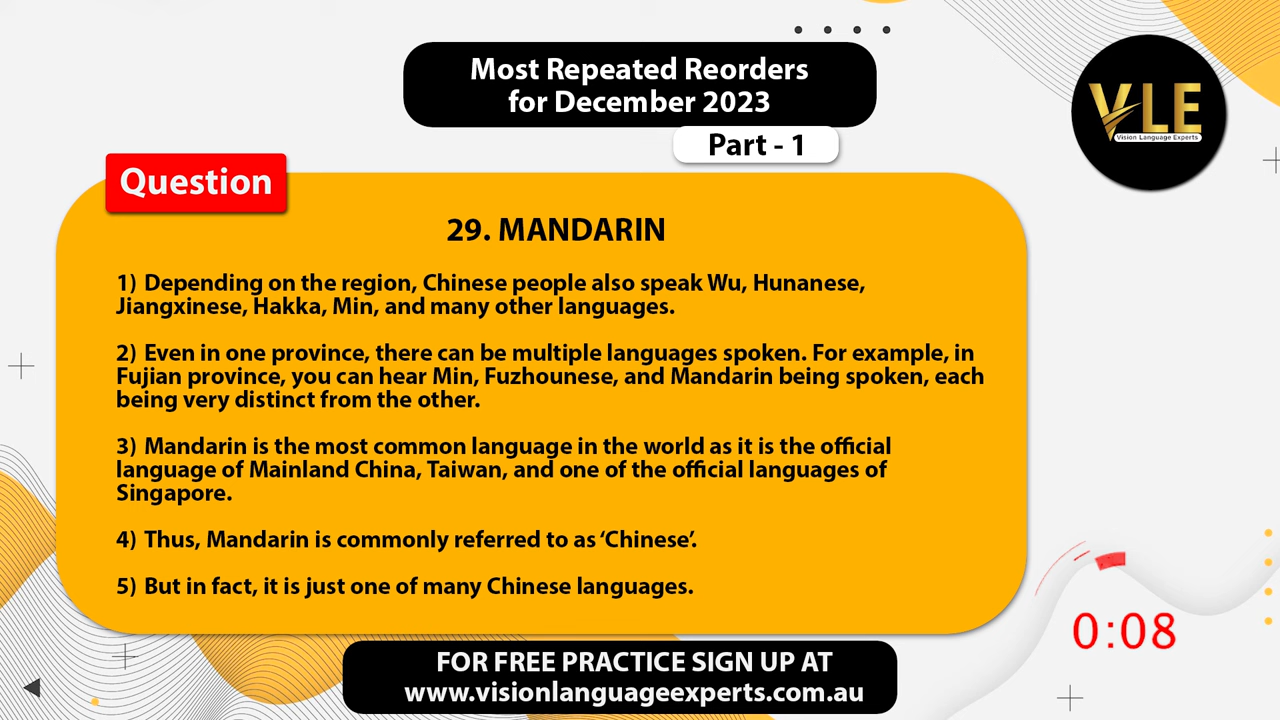 Most Repeated Reorders
for December 2023
Part - 1
VLE
Vision Language Experts
Question
29. MANDARIN
1) Depending on the region, Chinese people also speak Wu, Hunanese,
Jiangxinese, Hakka, Min, and many other languages.
2) Even in one province, there can be multiple languages spoken. For example, in
Fujian province, you can hear Min, Fuzhounese, and Mandarin being spoken, each
being very distinct from the other.
3) Mandarin is the most common language in the world as it is the official
language of Mainland China, Taiwan, and one of the official languages of
Singapore.
4) Thus, Mandarin is commonly referred to as ‘Chinese’.
5) But in fact, it is just one of many Chinese languages.
0:08
FOR FREE PRACTICE SIGN UP AT
www.visionlanguageexperts.com.au